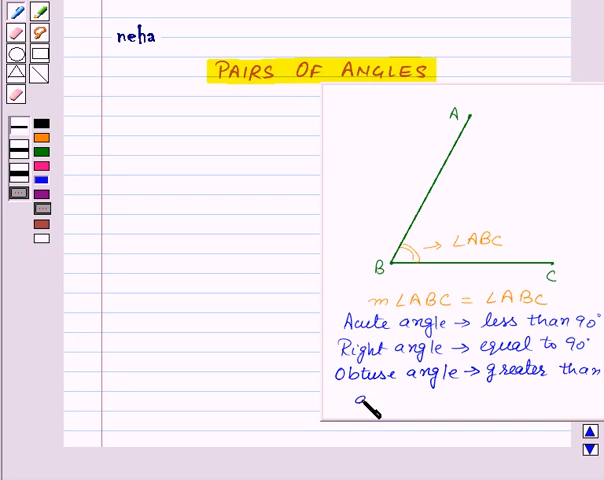 neha
PAIRS OF ANGLES
A
∠ABC
B
C
m∠ABC = ∠ABC
Acute angle → less than 90°
Right angle → equal to 90°
Obtuse angle → greater than